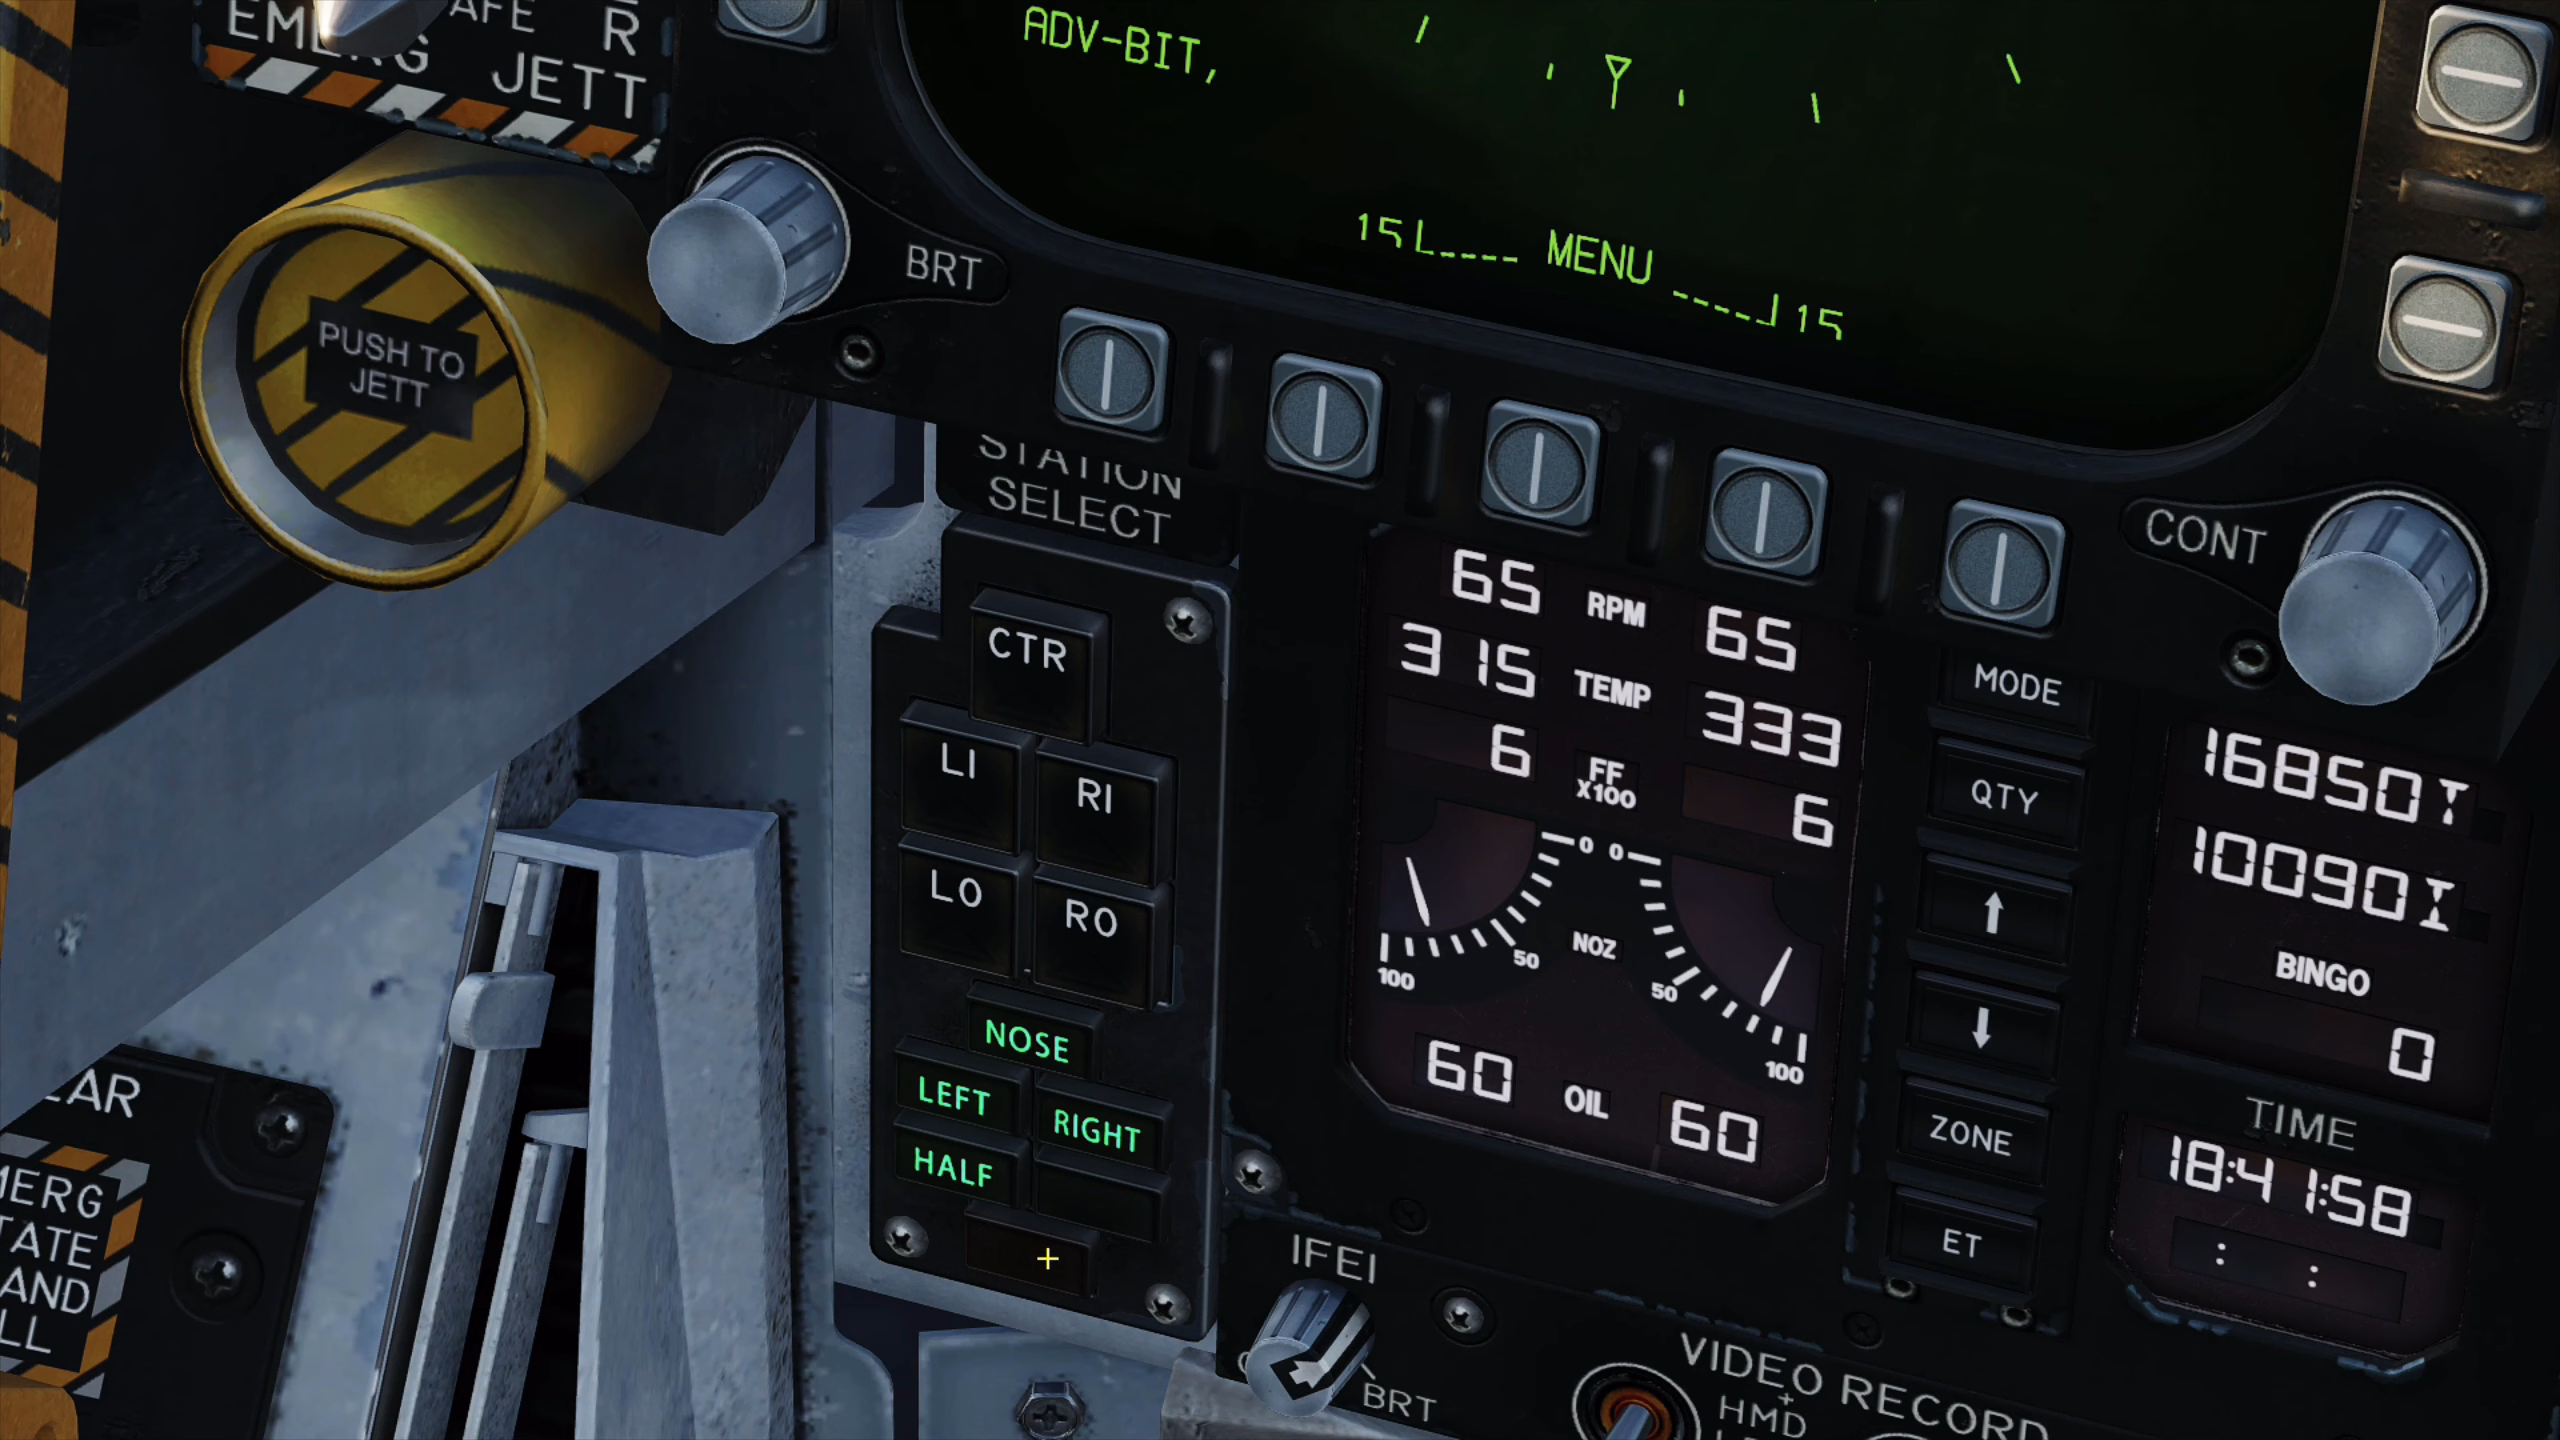 EMERG JETT
R
PUSH TO
JETT
BRT
ADV-BIT,
15 MENU 15
STATION
SELECT
CTR
LI
RI
LO
RO
NOSE
LEFT
RIGHT
HALF
65 RPM 65
315 TEMP 333
6 FF
X100 6
0 0
50 NOZ 50
100 100
60 OIL 60
MODE
QTY
ZONE
ET
CONT
16850T
10090I
BINGO
0
TIME
18:41:58
: :
IFEI
BRT
VIDEO RECORD
HMD